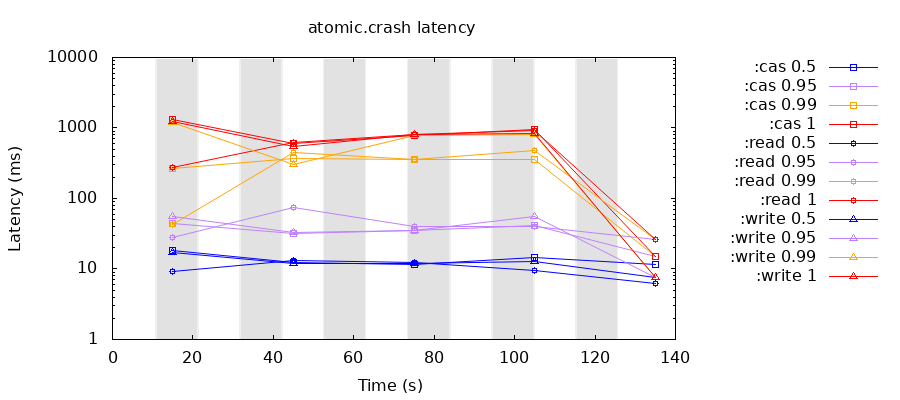 atomic.crash latency
Latency (ms)
10000
1000
100
10
1
0 20 40 60 80 100 120 140
Time (s)
:cas 0.5
:cas 0.95
:cas 0.99
:cas 1
:read 0.5
:read 0.95
:read 0.99
:read 1
:write 0.5
:write 0.95
:write 0.99
:write 1